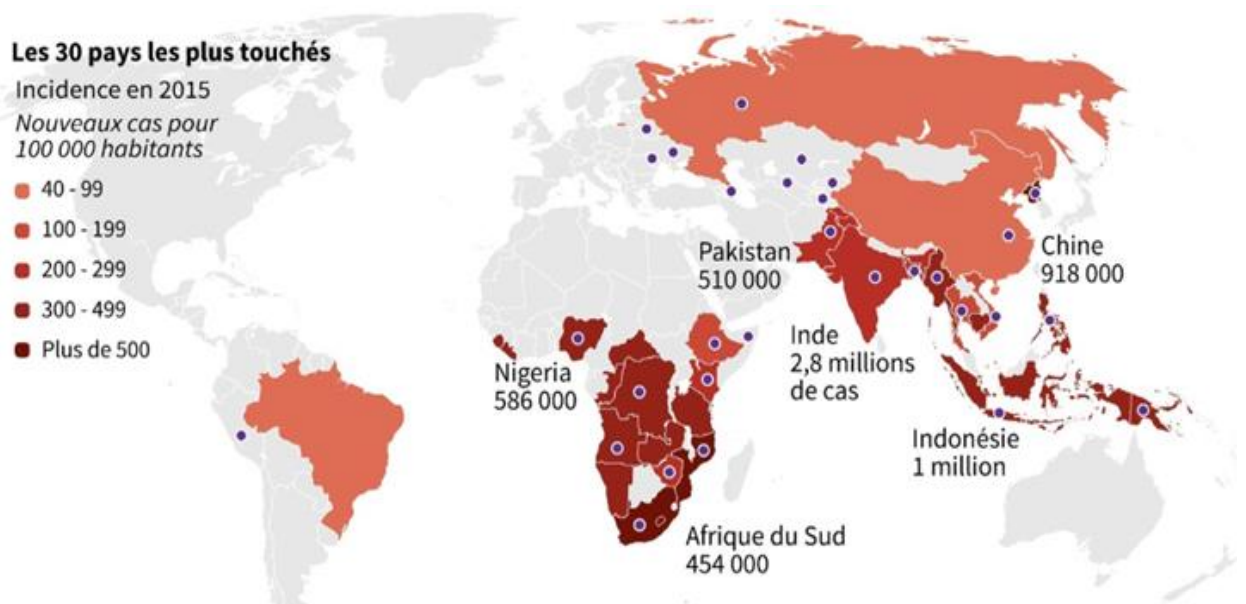 Les 30 pays les plus touchés
Incidence en 2015
Nouveaux cas pour
100 000 habitants
40 - 99
100 - 199
200 - 299
300 - 499
Plus de 500
Pakistan
510 000
Chine
918 000
Inde
2,8 millions
de cas
Nigeria
586 000
Indonésie
1 million
Afrique du Sud
454 000